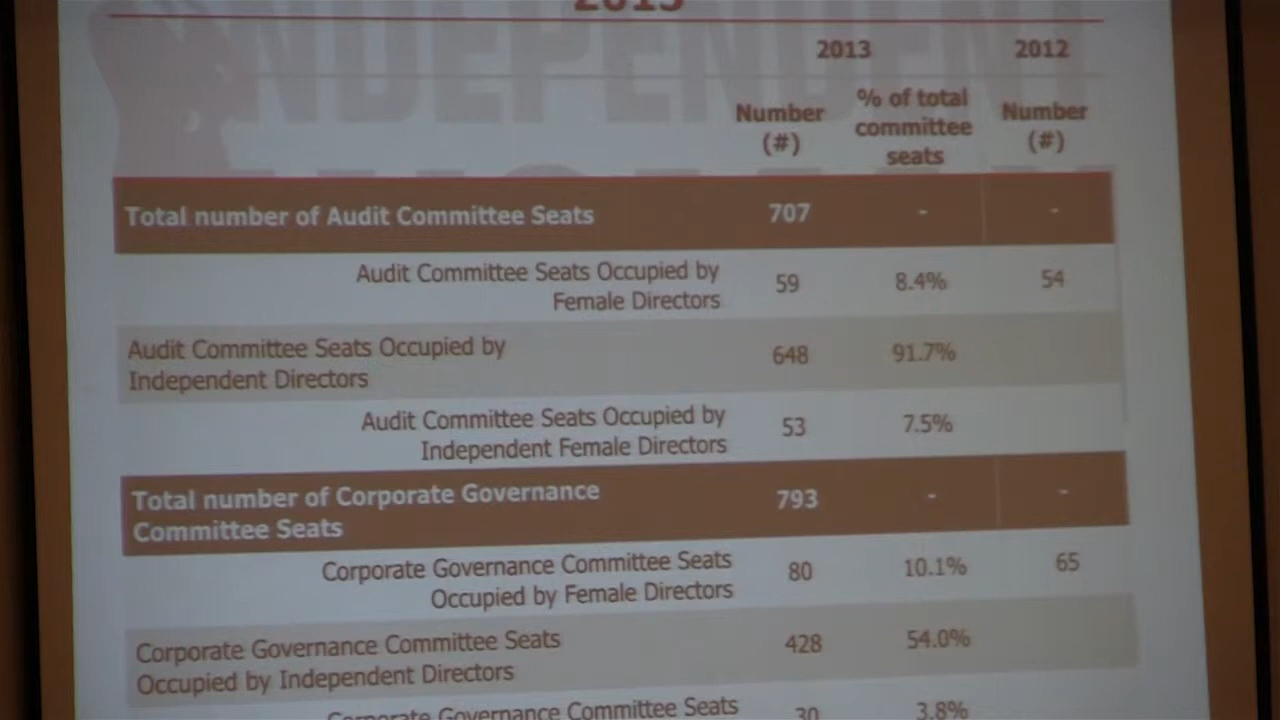 2013
INDEPENDENT
2013 2012
Number (#) % of total committee seats Number (#)
Total number of Audit Committee Seats 707 - -
Audit Committee Seats Occupied by
Female Directors 59 8.4% 54
Audit Committee Seats Occupied by
Independent Directors 648 91.7%
Audit Committee Seats Occupied by
Independent Female Directors 53 7.5%
Total number of Corporate Governance
Committee Seats 793 - -
Corporate Governance Committee Seats
Occupied by Female Directors 80 10.1% 65
Corporate Governance Committee Seats
Occupied by Independent Directors 428 54.0%
Corporate Governance Committee Seats 30 3.8%